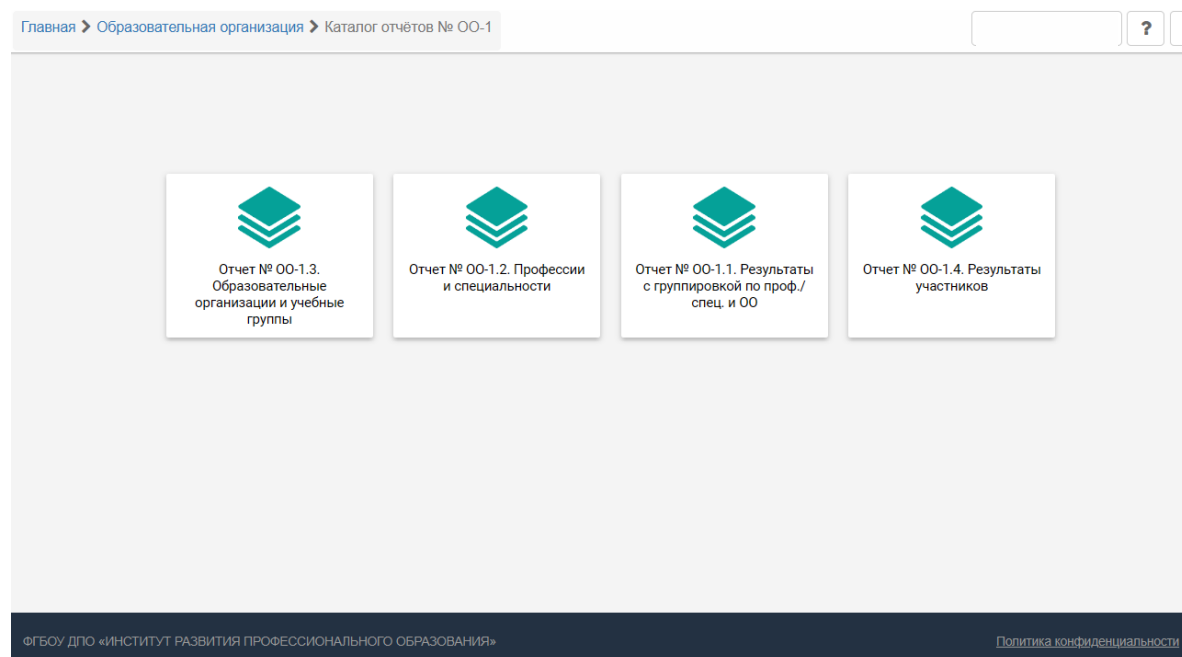 Главная > Образовательная организация > Каталог отчётов № ОО-1
?
Отчет № ОО-1.3.
Образовательные
организации и учебные
группы
Отчет № ОО-1.2. Профессии
и специальности
Отчет № ОО-1.1. Результаты
с группировкой по проф./
спец. и ОО
Отчет № ОО-1.4. Результаты
участников
ФГБОУ ДПО «ИНСТИТУТ РАЗВИТИЯ ПРОФЕССИОНАЛЬНОГО ОБРАЗОВАНИЯ»
Политика конфиденциальности